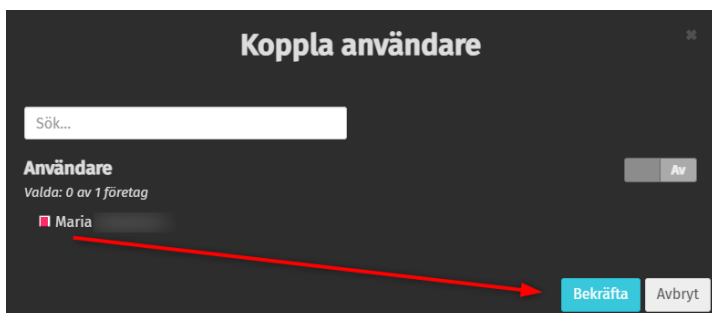 Koppla användare
Sök...
Användare
Av
Valda: 0 av 1 företag
Maria
Bekräfta
Avbryt